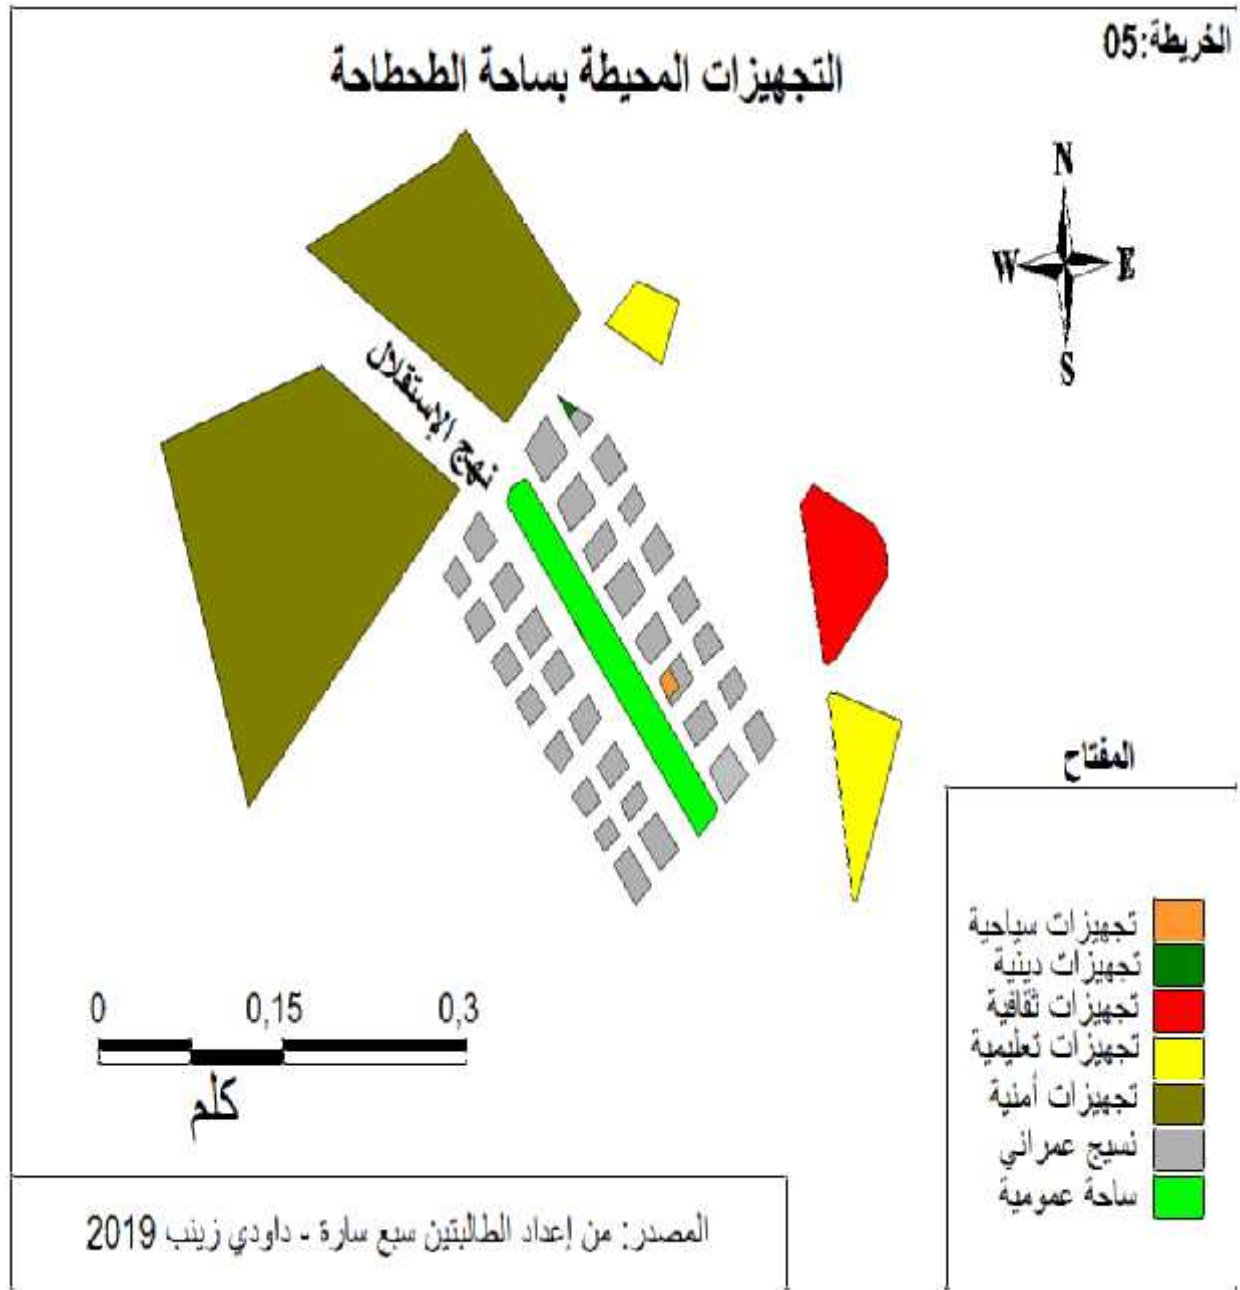 الخريطة:05
التجهيزات المحيطة بساحة الطحطاحة
N
W
E
S
نهج الإستقلال
المفتاح
تجهيزات سياحية
تجهيزات دينية
تجهيزات ثقافية
تجهيزات تعليمية
تجهيزات أمنية
نسيج عمراني
ساحة عمومية
0 0,15 0,3
كلم
المصدر: من إعداد الطالبتين سبع سارة - داودي زينب 2019